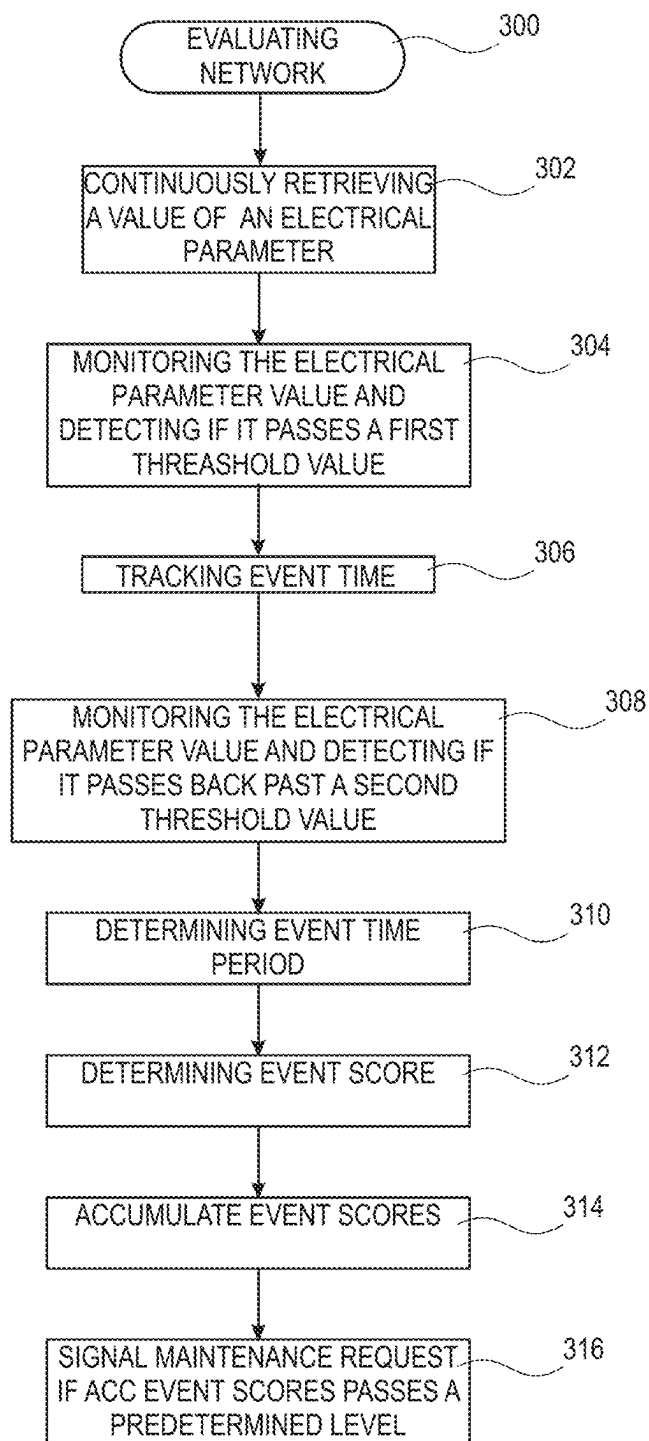 EVALUATING
NETWORK
300
CONTINUOUSLY RETRIEVING
A VALUE OF AN ELECTRICAL
PARAMETER
302
MONITORING THE ELECTRICAL
PARAMETER VALUE AND
DETECTING IF IT PASSES A FIRST
THREASHOLD VALUE
304
TRACKING EVENT TIME
306
MONITORING THE ELECTRICAL
PARAMETER VALUE AND DETECTING IF
IT PASSES BACK PAST A SECOND
THRESHOLD VALUE
308
DETERMINING EVENT TIME
PERIOD
310
DETERMINING EVENT SCORE
312
ACCUMULATE EVENT SCORES
314
SIGNAL MAINTENANCE REQUEST
IF ACC EVENT SCORES PASSES A
PREDETERMINED LEVEL
316